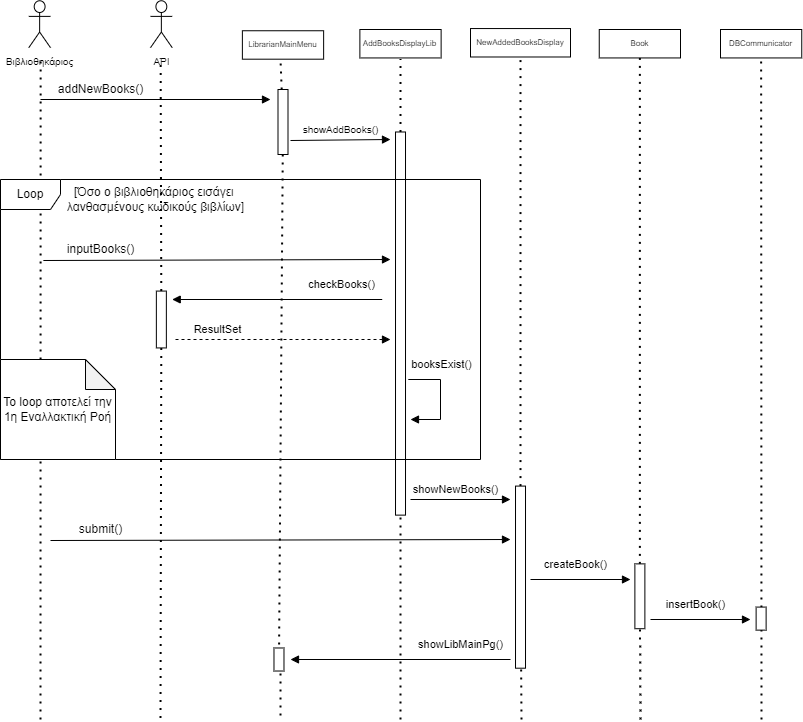 Βιβλιοθηκάριος
API
LibrarianMainMenu
AddBooksDisplayLib
NewAddedBooksDisplay
Book
DBCommunicator
addNewBooks()
showAddBooks()
Loop
[Όσο ο βιβλιοθηκάριος εισάγει
λανθασμένους κωδικούς βιβλίων]
inputBooks()
checkBooks()
ResultSet
booksExist()
Το loop αποτελεί την
1η Εναλλακτική Ροή
showNewBooks()
submit()
createBook()
insertBook()
showLibMainPg()